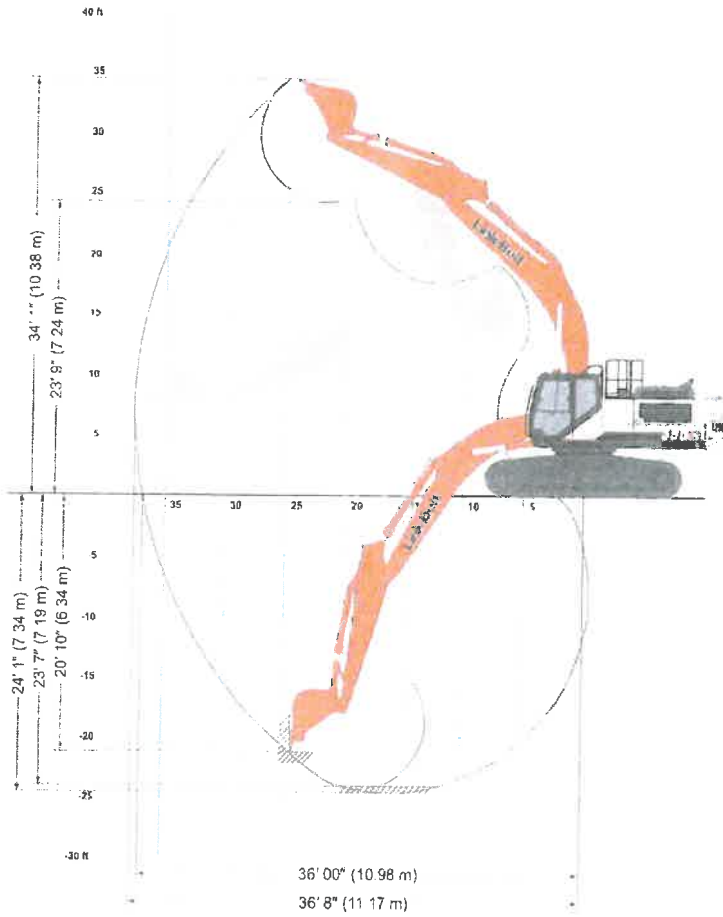 40 ft
35
30
25
20
15
10
5
35 30 25 20 10 5
-5
-10
-15
-20
-25
-30 ft
23' 9" (7 24 m)
24' 1" (7 34 m)
23' 7" (7 19 m)
20' 10" (6 34 m)
36' 00" (10.98 m)
36' 8" (11 17 m)